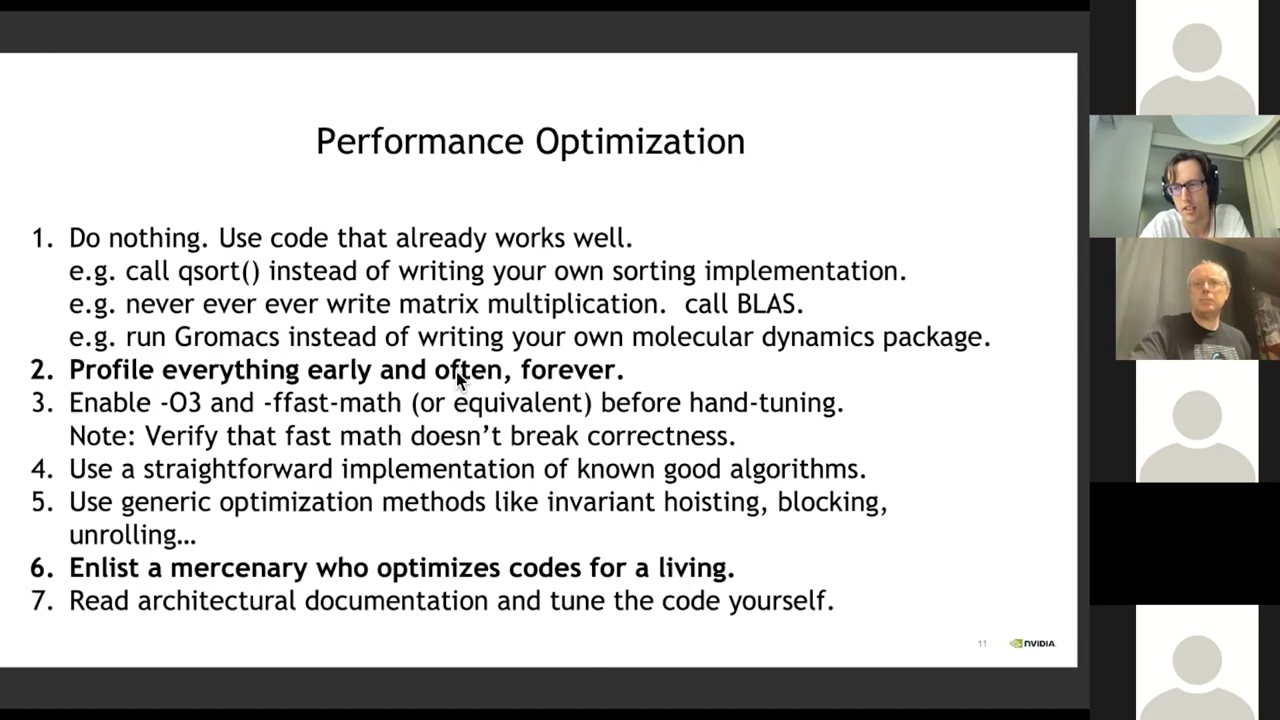 Performance Optimization
1. Do nothing. Use code that already works well.
e.g. call qsort() instead of writing your own sorting implementation.
e.g. never ever ever write matrix multiplication.  call BLAS.
e.g. run Gromacs instead of writing your own molecular dynamics package.
2. Profile everything early and often, forever.
3. Enable -O3 and -ffast-math (or equivalent) before hand-tuning.
Note: Verify that fast math doesn't break correctness.
4. Use a straightforward implementation of known good algorithms.
5. Use generic optimization methods like invariant hoisting, blocking,
unrolling…
6. Enlist a mercenary who optimizes codes for a living.
7. Read architectural documentation and tune the code yourself.
11 NVIDIA